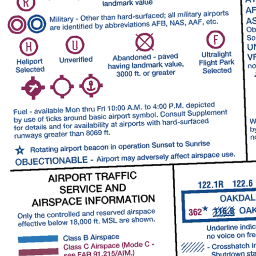 R
landmark value
Military - Other than hard-surfaced; all military airports
are identified by abbreviations AFB, NAS, AAF, etc.
H
U
F
Heliport
Selected
Unverified
Abandoned - paved
having landmark value,
3000 ft. or greater
Ultralight
Flight Park
Selected
Fuel - available Mon thru Fri 10:00 A.M. to 4:00 P.M. depicted
by use of ticks around basic airport symbol. Consult Supplement
for details and for availability at airports with hard-surfaced
runways greater than 8069 ft.
Rotating airport beacon in operation Sunset to Sunrise
OBJECTIONABLE - Airport may adversely affect airspace use.
AIRPORT TRAFFIC
SERVICE AND
AIRSPACE INFORMATION
Only the controlled and reserved airspace
effective below 18,000 ft. MSL are shown.
Class B Airspace
Class C Airspace (Mode C -
see FAR 91.215/AIM.)
122.1R 122.6
OAKDAL
362*
OAK
Underline indic
no voice on fre
Crosshatch in
Shutdown sta